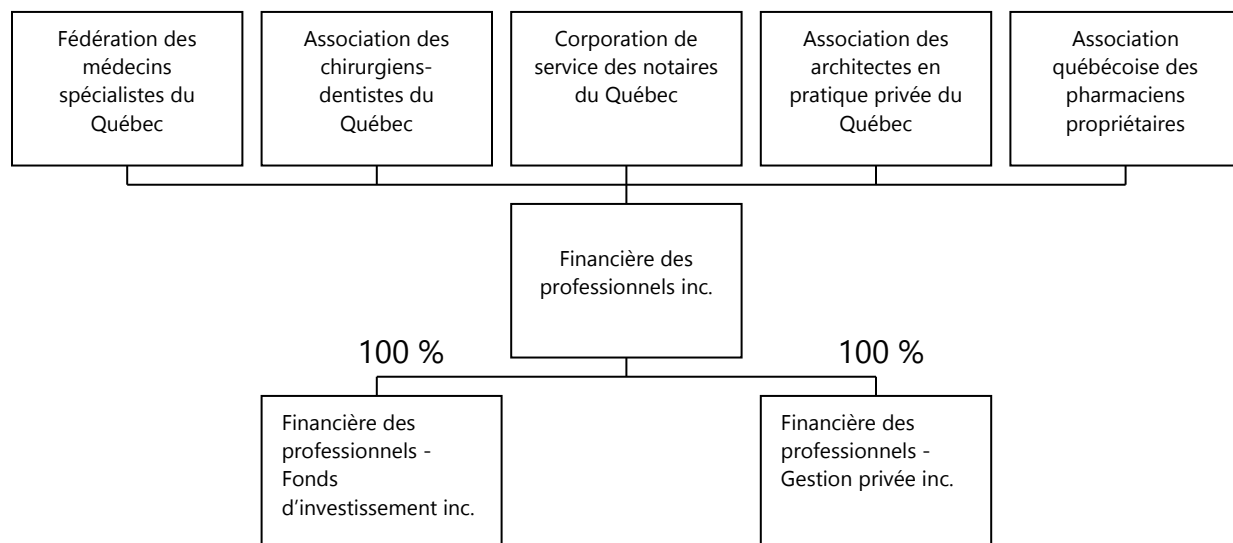 Fédération des
médecins
spécialistes du
Québec
Association des
chirurgiens-
dentistes du
Québec
Corporation de
service des notaires
du Québec
Association des
architectes en
pratique privée du
Québec
Association
québécoise des
pharmaciens
propriétaires
Financière des
professionnels inc.
100 %
100 %
Financière des
professionnels -
Fonds
d’investissement inc.
Financière des
professionnels -
Gestion privée inc.